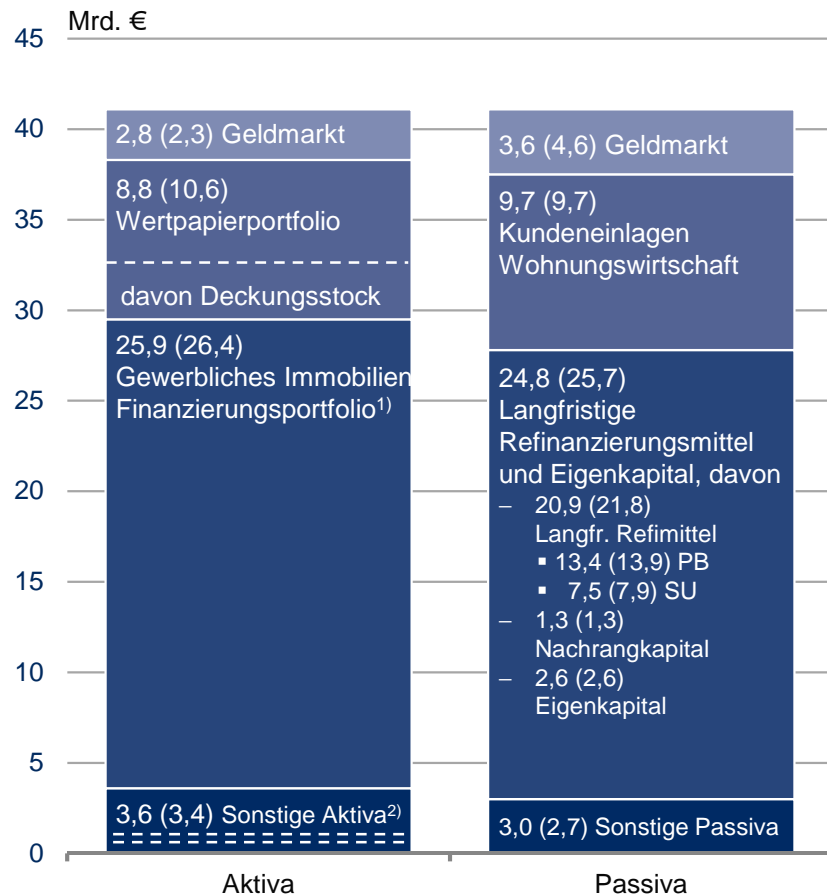 Mrd. €
45
40
35
30
25
20
15
10
5
0
2,8 (2,3) Geldmarkt
8,8 (10,6)
Wertpapierportfolio
davon Deckungsstock
25,9 (26,4)
Gewerbliches Immobilien
Finanzierungsportfolio1)
3,6 (3,4) Sonstige Aktiva2)
Aktiva
3,6 (4,6) Geldmarkt
9,7 (9,7)
Kundeneinlagen
Wohnungswirtschaft
24,8 (25,7)
Langfristige
Refinanzierungsmittel
und Eigenkapital, davon
– 20,9 (21,8)
Langfr. Refimittel
▪ 13,4 (13,9) PB
▪ 7,5 (7,9) SU
– 1,3 (1,3)
Nachrangkapital
– 2,6 (2,6)
Eigenkapital
3,0 (2,7) Sonstige Passiva
Passiva